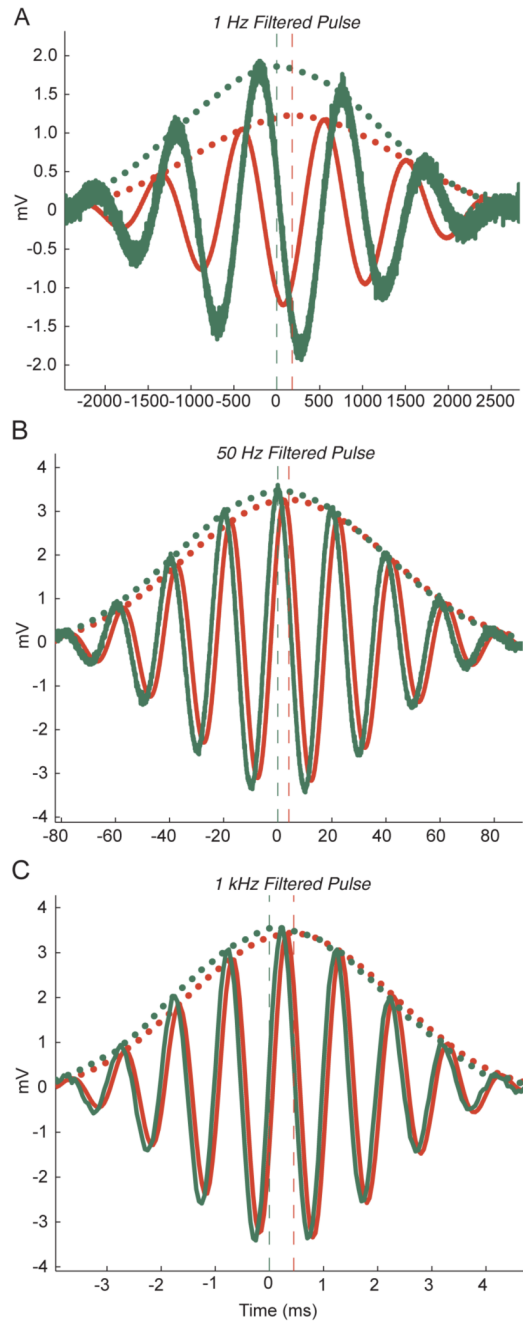 A
1 Hz Filtered Pulse
2.0
1.5
1.0
0.5
0
-0.5
-1.0
-1.5
-2.0
mV
-2000 -1500 -1000 -500 0 500 1000 1500 2000 2500
B
50 Hz Filtered Pulse
4
3
2
1
0
-1
-2
-3
-4
mV
-80 -60 -40 -20 0 20 40 60 80
C
1 kHz Filtered Pulse
4
3
2
1
0
-1
-2
-3
-4
mV
-3 -2 -1 0 1 2 3 4
Time (ms)